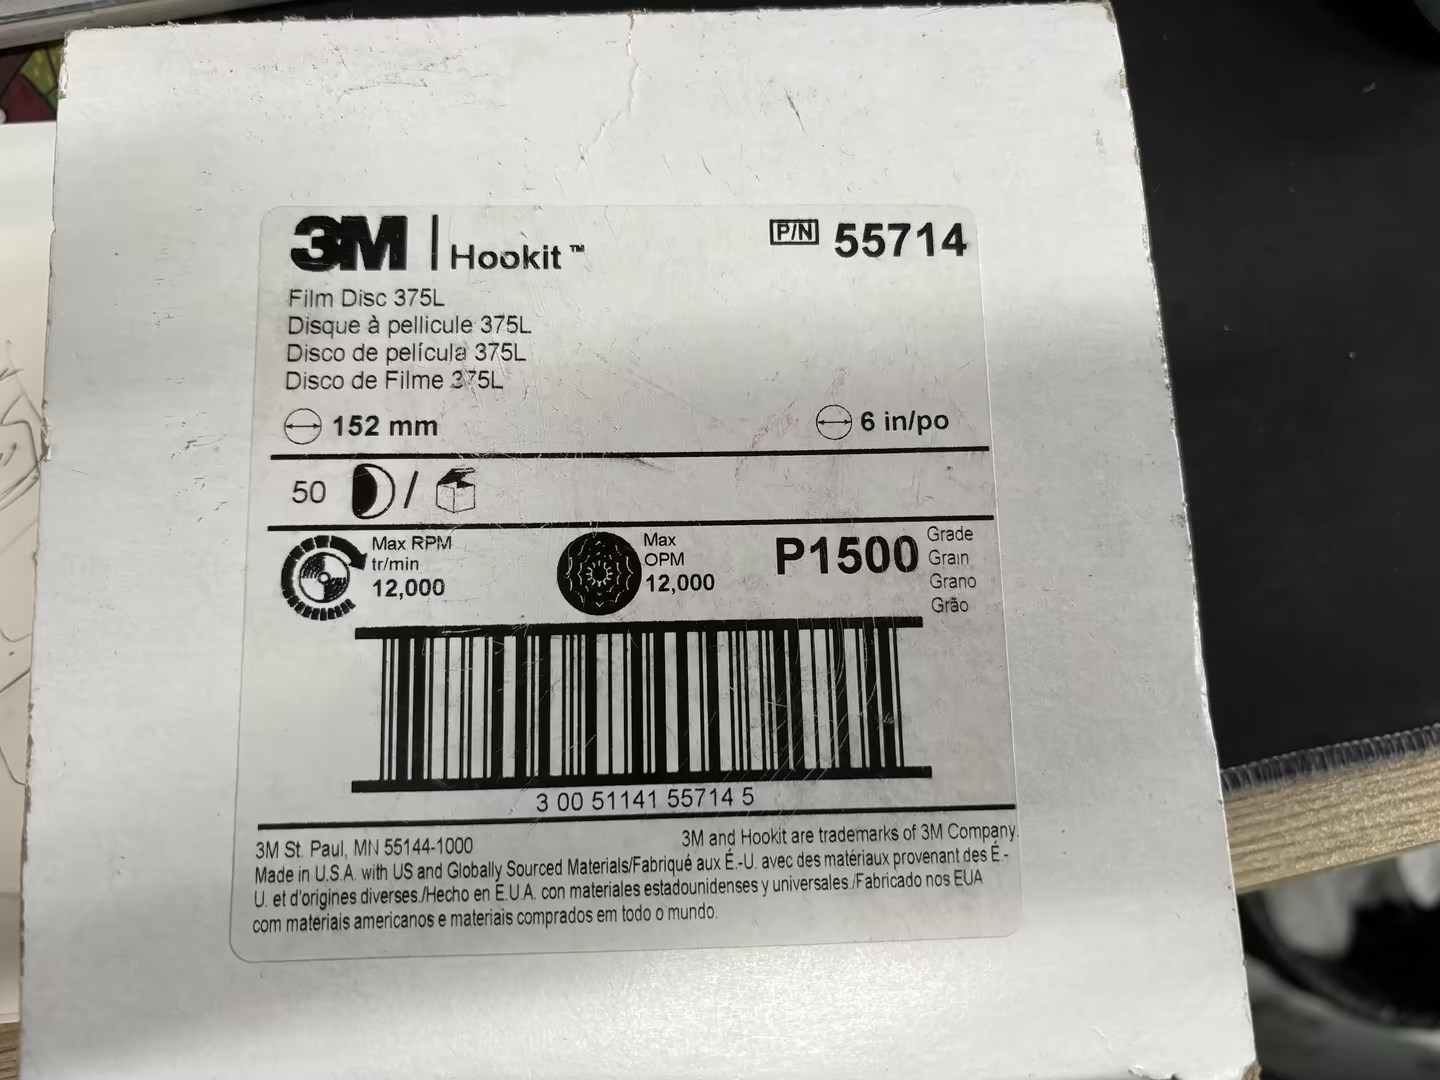 3M | Hookit™
P/N 55714
Film Disc 375L
Disque à pellicule 375L
Disco de película 375L
Disco de Filme 375L
152 mm
6 in/po
50 /
Max RPM
tr/min
12,000
Max
OPM
12,000
P1500
Grade
Grain
Grano
Grão
3 00 51141 55714 5
3M St. Paul, MN 55144-1000
3M and Hookit are trademarks of 3M Company.
Made in U.S.A. with US and Globally Sourced Materials/Fabriqué aux É.-U. avec des matériaux provenant des É.-
U. et d'origines diverses./Hecho en E.U.A. con materiales estadounidenses y universales./Fabricado nos EUA
com materiais americanos e materiais comprados em todo o mundo.